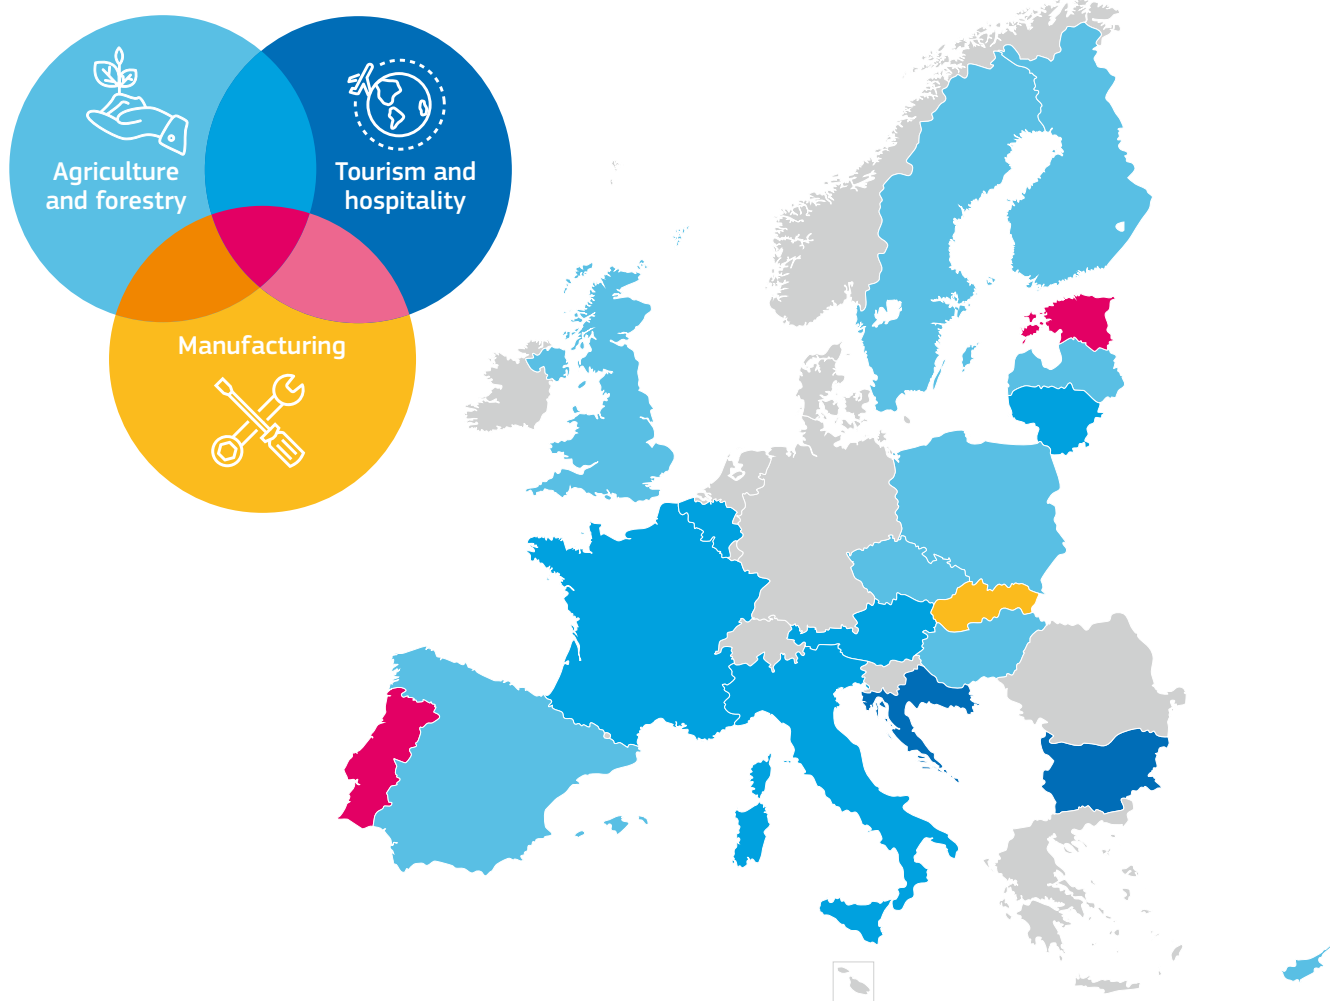 Agriculture
and forestry
Tourism and
hospitality
Manufacturing